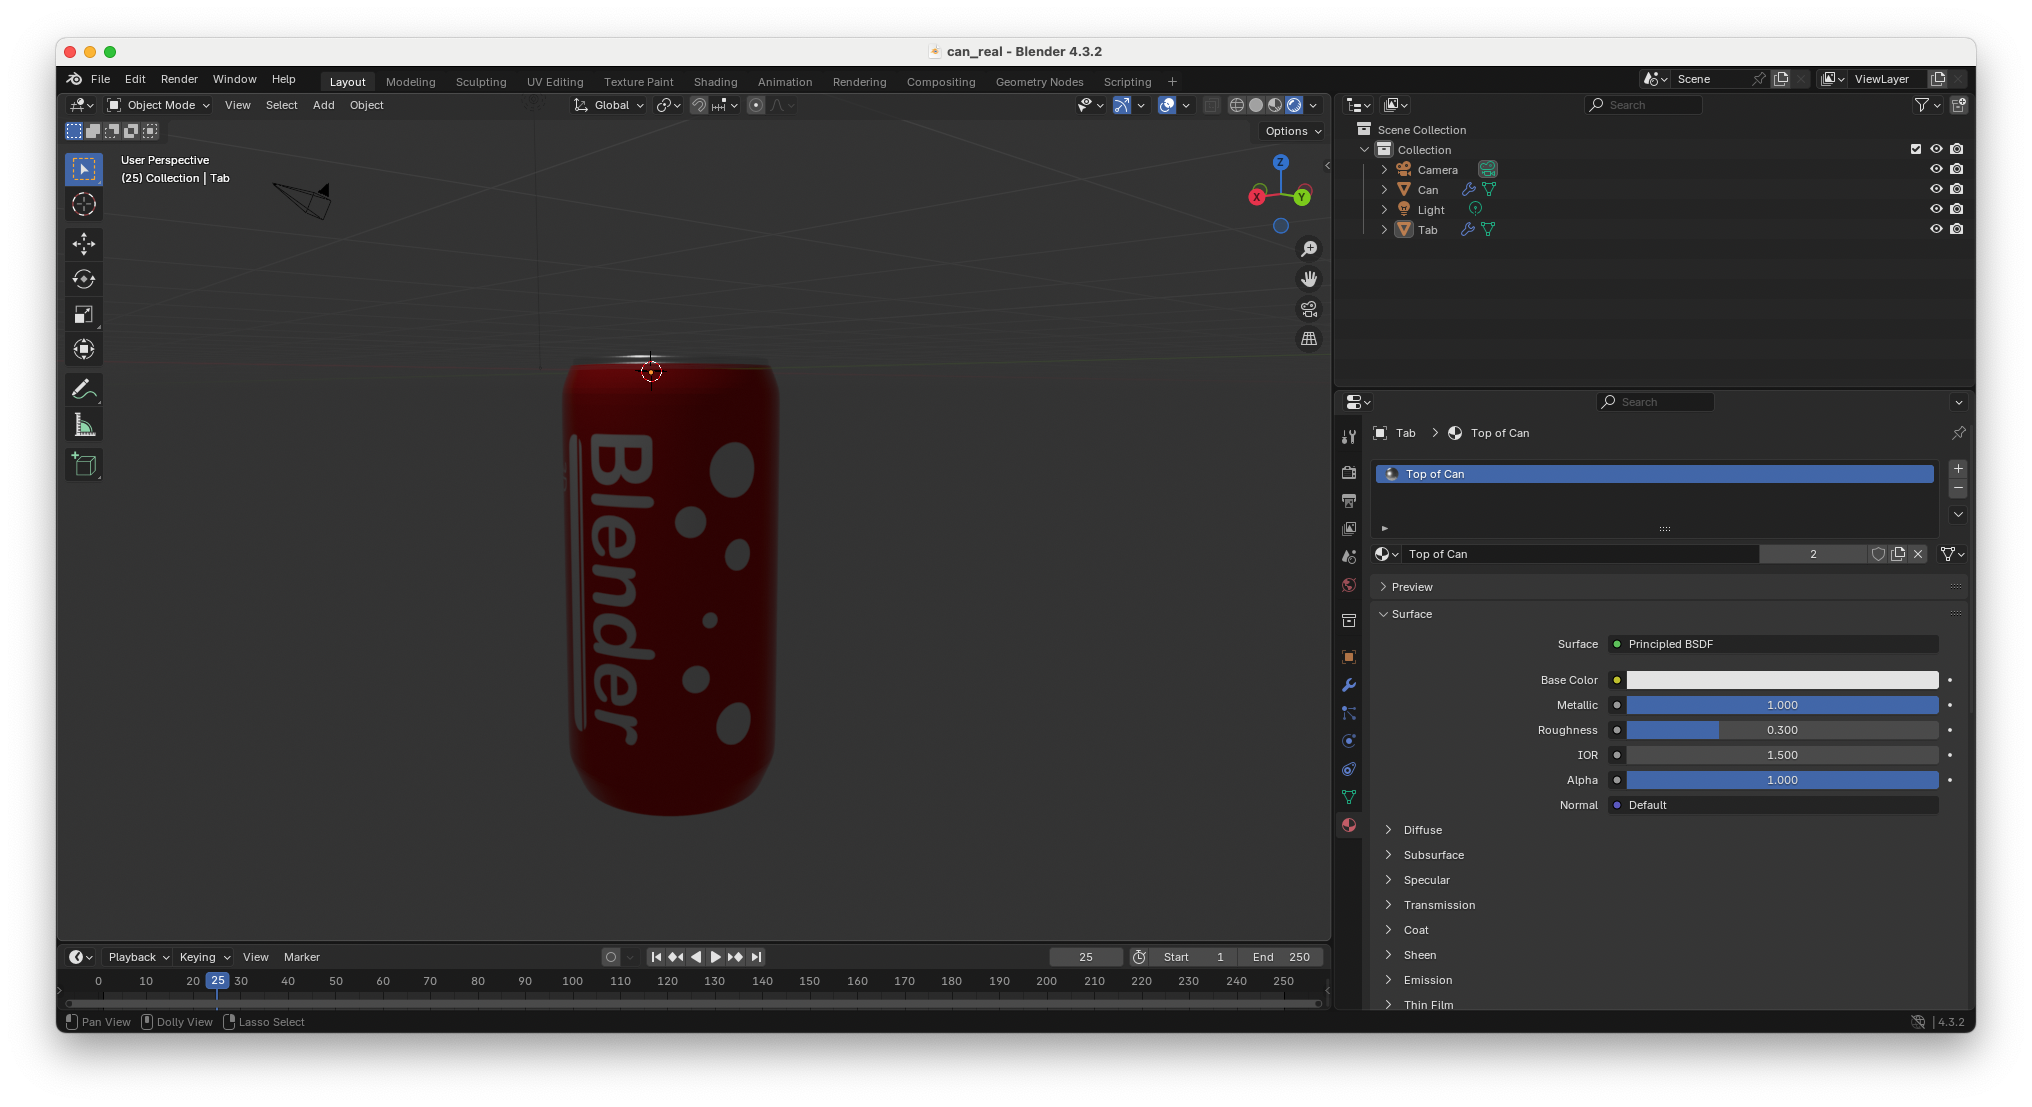 can_real - Blender 4.3.2
File Edit Render Window Help
Layout Modeling Sculpting UV Editing Texture Paint Shading Animation Rendering Compositing Geometry Nodes Scripting +
Scene
ViewLayer
Object Mode View Select Add Object
Global
Options
User Perspective
(25) Collection | Tab
Z
X
Y
Blender
Search
Scene Collection
Collection
Camera
Can
Light
Tab
Search
Tab > Top of Can
Top of Can
Top of Can 2
Preview
Surface
Surface Principled BSDF
Base Color
Metallic 1.000
Roughness 0.300
IOR 1.500
Alpha 1.000
Normal Default
Diffuse
Subsurface
Specular
Transmission
Coat
Sheen
Emission
Thin Film
Playback Keying View Marker
25 Start 1 End 250
0 10 20 25 30 40 50 60 70 80 90 100 110 120 130 140 150 160 170 180 190 200 210 220 230 240 250
Pan View Dolly View Lasso Select
4.3.2